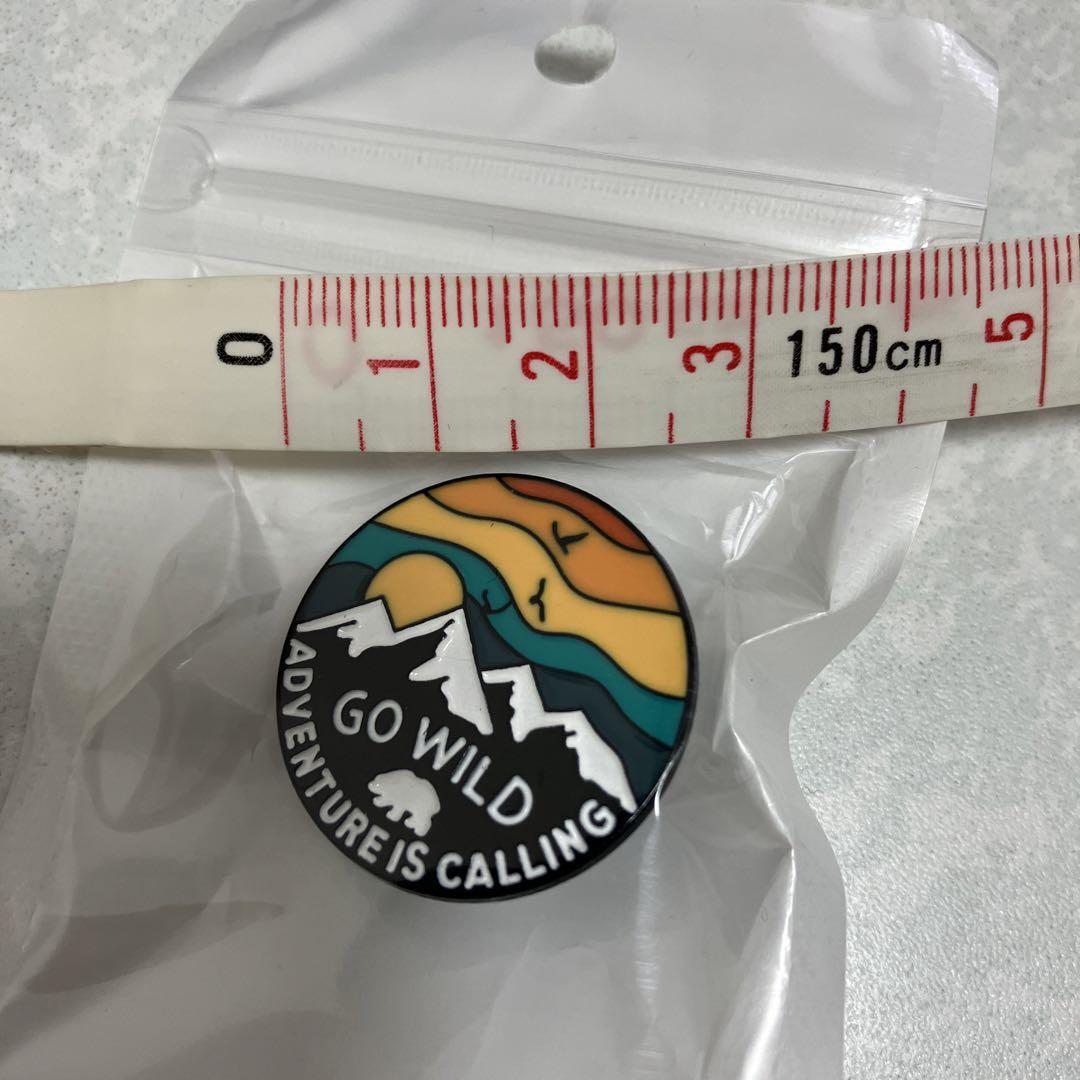 0 1 2 3 150cm 5
GO WILD
ADVENTURE IS CALLING